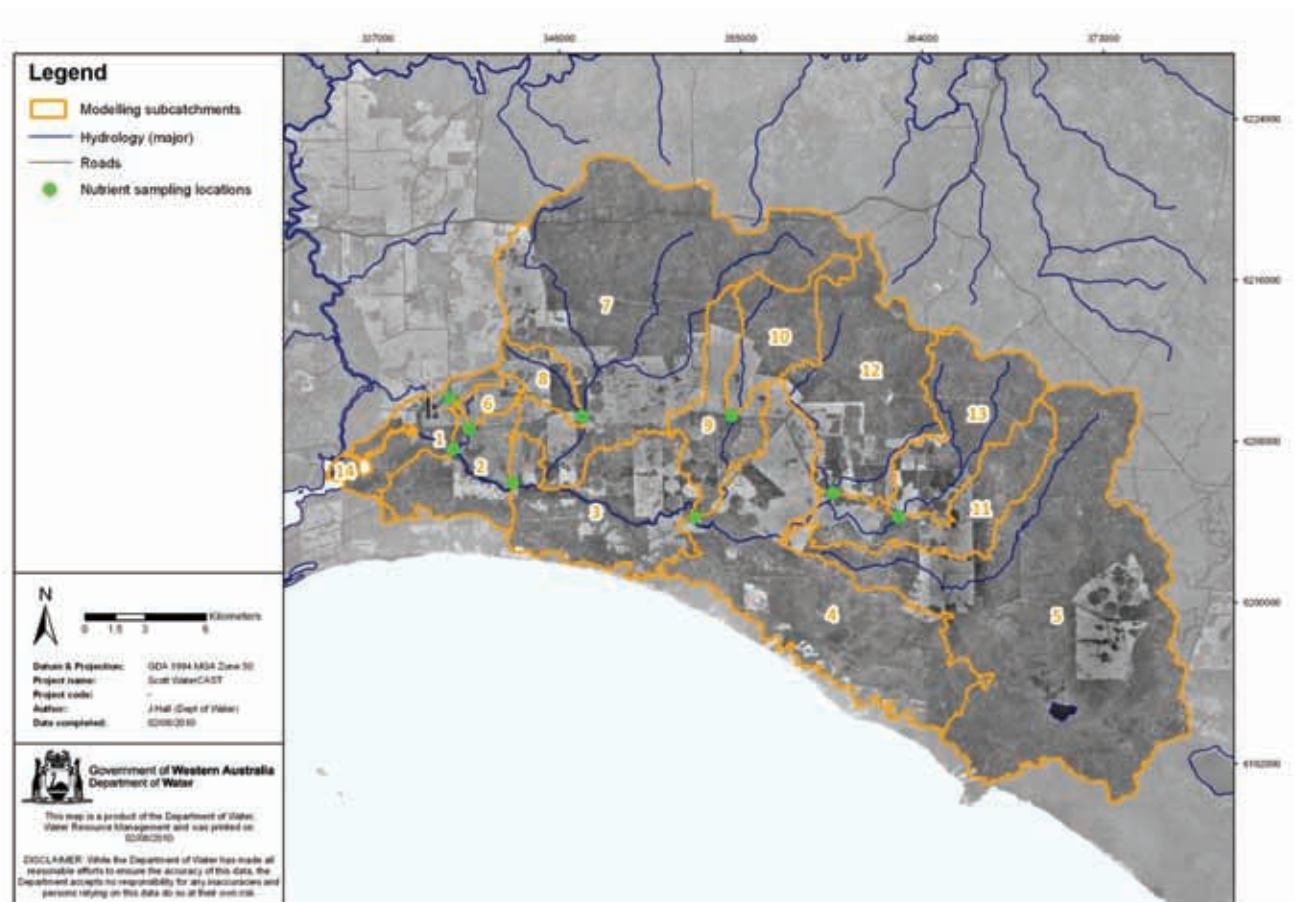 337000 346000 355000 364000 373000
Legend
Modelling subcatchments
Hydrology (major)
Roads
Nutrient sampling locations
6224000
6216000
6208000
6200000
6192000
7
10
12
8
13
6
9
1
14
2
3
11
4
5
N
0 1.5 3 6 Kilometers
Datum & Projection: GDA 1994 MGA Zone 50
Project name: Scott WaterCAST
Project code: -
Author: J Hall (Dept of Water)
Date completed: 02/08/2010
Government of Western Australia
Department of Water
This map is a product of the Department of Water,
Water Resource Management and was printed on
02/08/2010
DISCLAIMER: While the Department of Water has made all
reasonable efforts to ensure the accuracy of this data, the
Department accepts no responsibility for any inaccuracies and
persons relying on this data do so at their own risk.